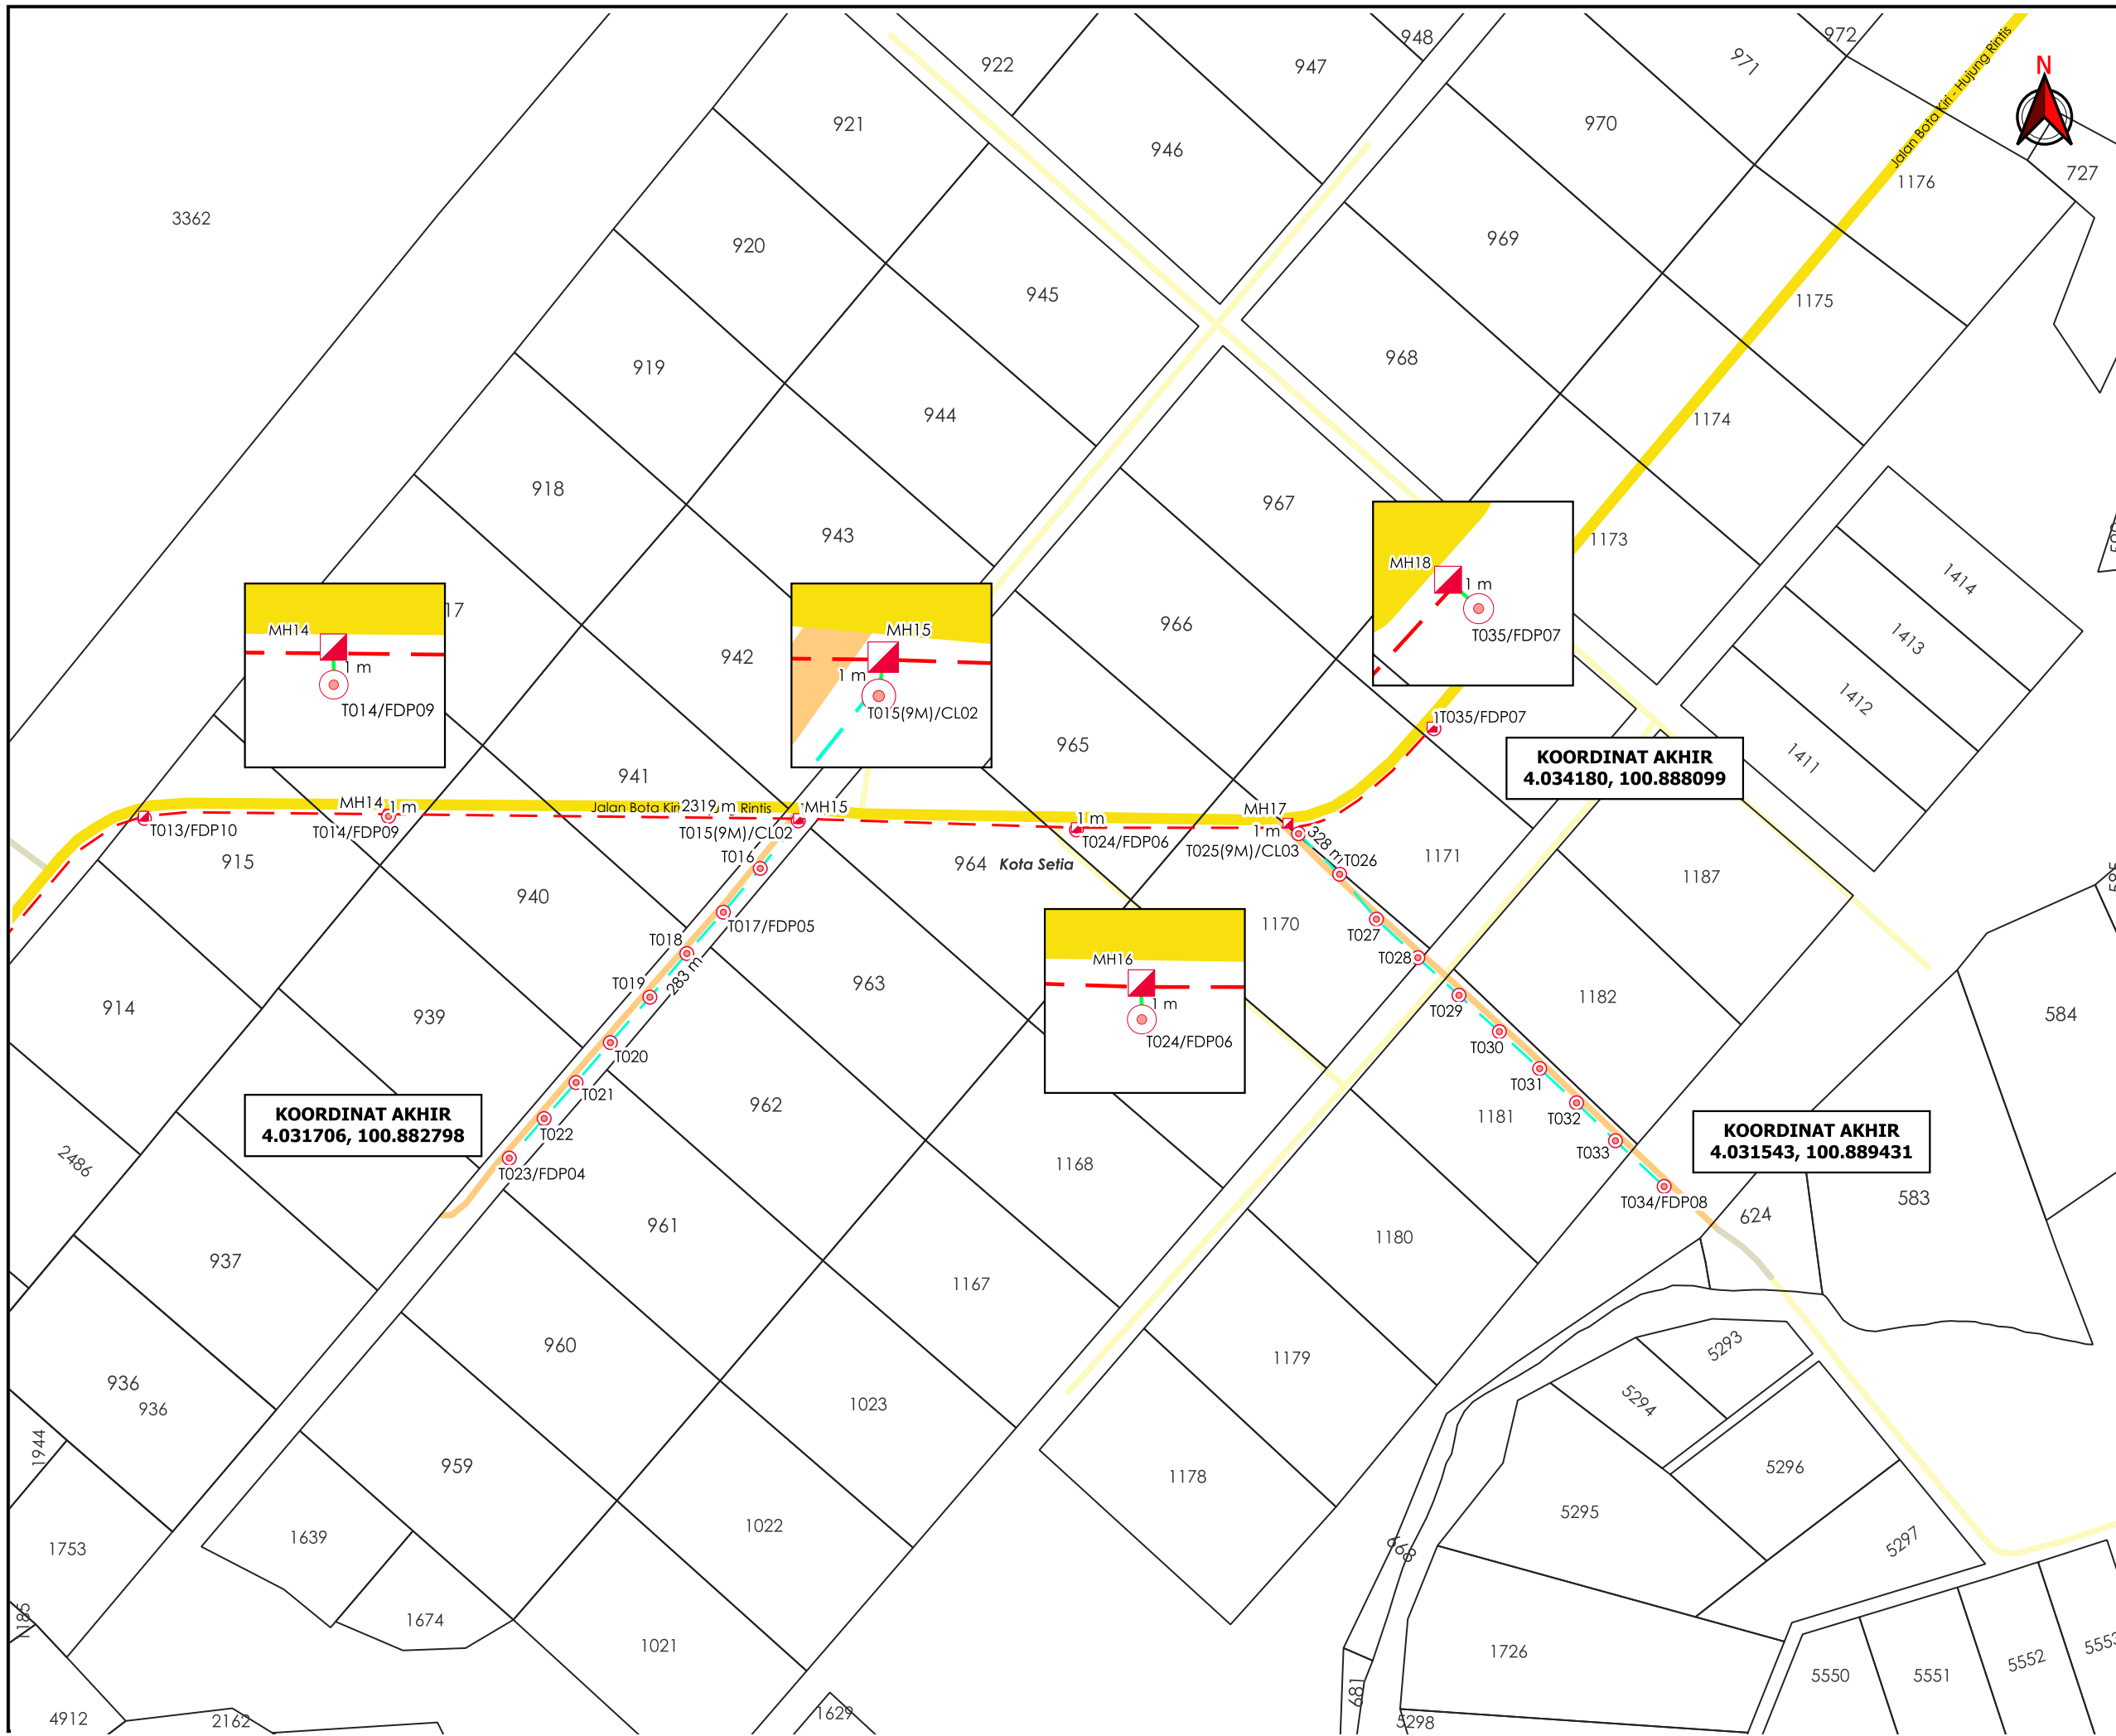 922
948
947
971
972
Jalan Bota Kiri - Hujung Rintis
N
921
946
970
1176
727
3362
920
945
969
1175
919
944
968
1174
918
943
967
1173
1414
1413
1412
1411
17
942
966
941
965
MH14
1 m
T014/FDP09
MH15
1 m
T015(9M)/CL02
MH18
1 m
T035/FDP07
1T035/FDP07
KOORDINAT AKHIR
4.034180, 100.888099
MH14
1 m
T013/FDP10
T014/FDP09
Jalan Bota Kiri
2319 m
Rintis
MH15
T015(9M)/CL02
1 m
T024/FDP06
MH17
1 m
T025(9M)/CL03
328 m
T016
T026
915
964
Kota Setia
1171
1187
940
T017/FDP05
T027
1170
T018
T028
MH16
1 m
T024/FDP06
283 m
T019
963
T029
1182
914
939
584
T020
T030
T021
T031
962
T032
1181
KOORDINAT AKHIR
4.031706, 100.882798
T022
T033
KOORDINAT AKHIR
4.031543, 100.889431
2486
T023/FDP04
1168
T034/FDP08
583
624
961
1180
937
1167
960
1179
5293
936
936
5294
1023
1944
959
1178
5296
5295
1753
1639
1022
668
5297
1185
1674
1021
1726
5550
5551
5552
5553
681
4912
2162
1629
5298